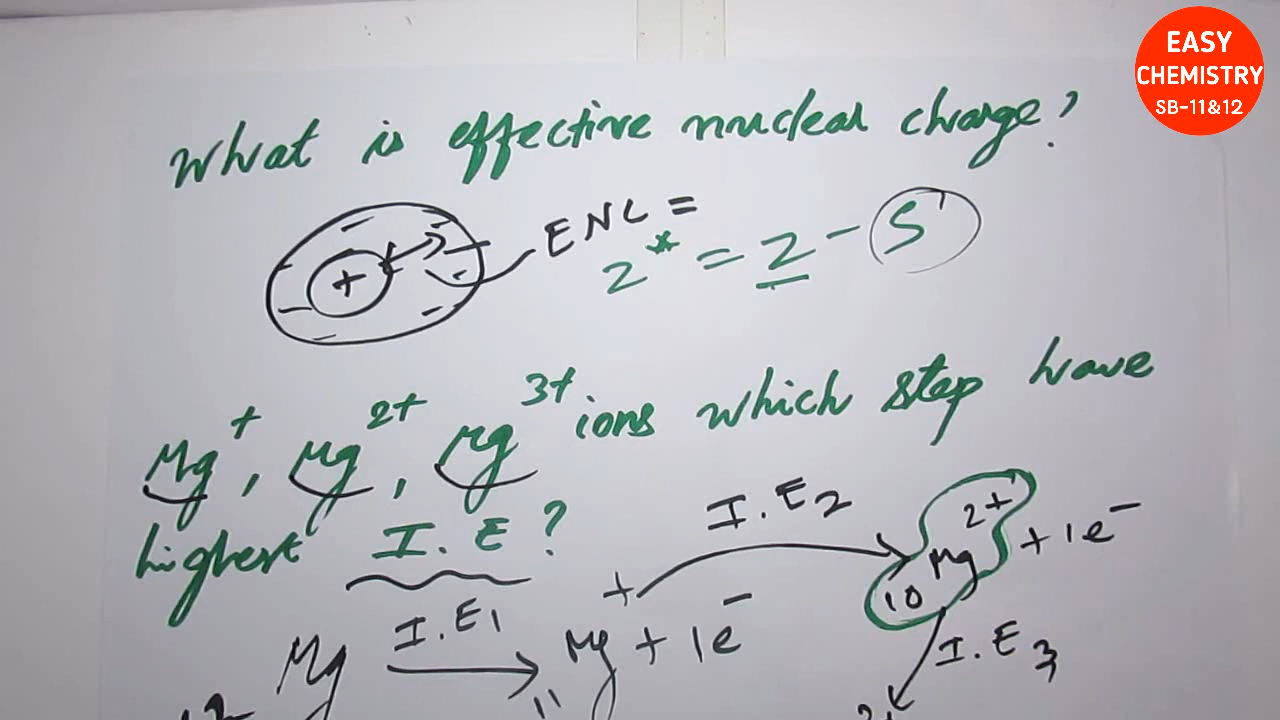 EASY
CHEMISTRY
SB-11&12
What is effective nuclear charge?
+ ENC =
Z* = Z - S
Mg+, Mg2+, Mg3+ ions which step have
highest I.E?
Mg I.E1 → Mg+ + 1e-
I.E2 → Mg2+ + 1e-
11
10
I.E3